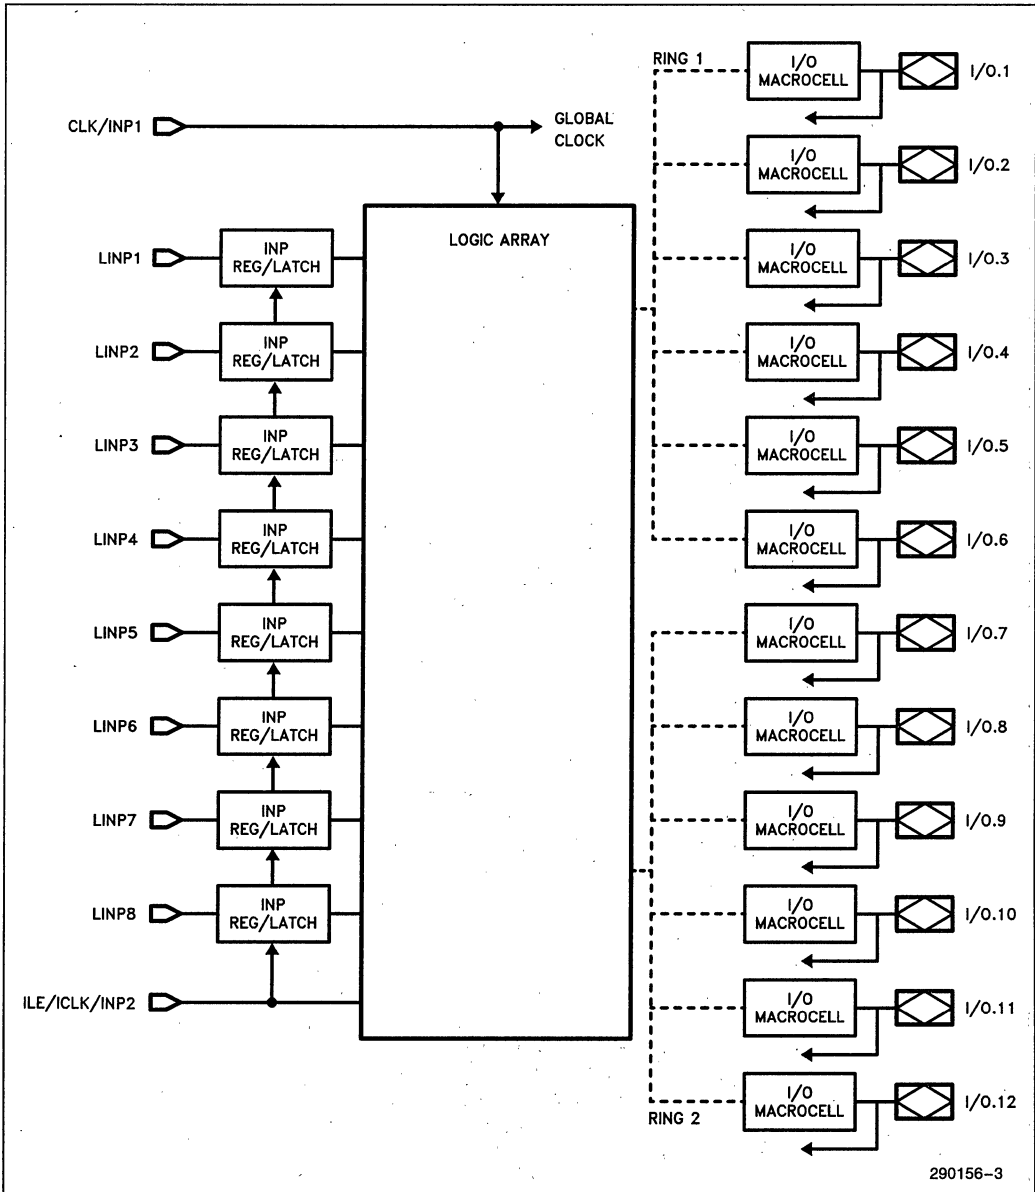 RING 1
I/O
MACROCELL
I/O.1
CLK/INP1
GLOBAL
CLOCK
I/O
MACROCELL
I/O.2
LOGIC ARRAY
LINP1
INP
REG/LATCH
I/O
MACROCELL
I/O.3
LINP2
INP
REG/LATCH
I/O
MACROCELL
I/O.4
LINP3
INP
REG/LATCH
I/O
MACROCELL
I/O.5
LINP4
INP
REG/LATCH
I/O
MACROCELL
I/O.6
LINP5
INP
REG/LATCH
I/O
MACROCELL
I/O.7
LINP6
INP
REG/LATCH
I/O
MACROCELL
I/O.8
LINP7
INP
REG/LATCH
I/O
MACROCELL
I/O.9
LINP8
INP
REG/LATCH
I/O
MACROCELL
I/O.10
ILE/ICLK/INP2
I/O
MACROCELL
I/O.11
RING 2
I/O
MACROCELL
I/O.12
290156-3